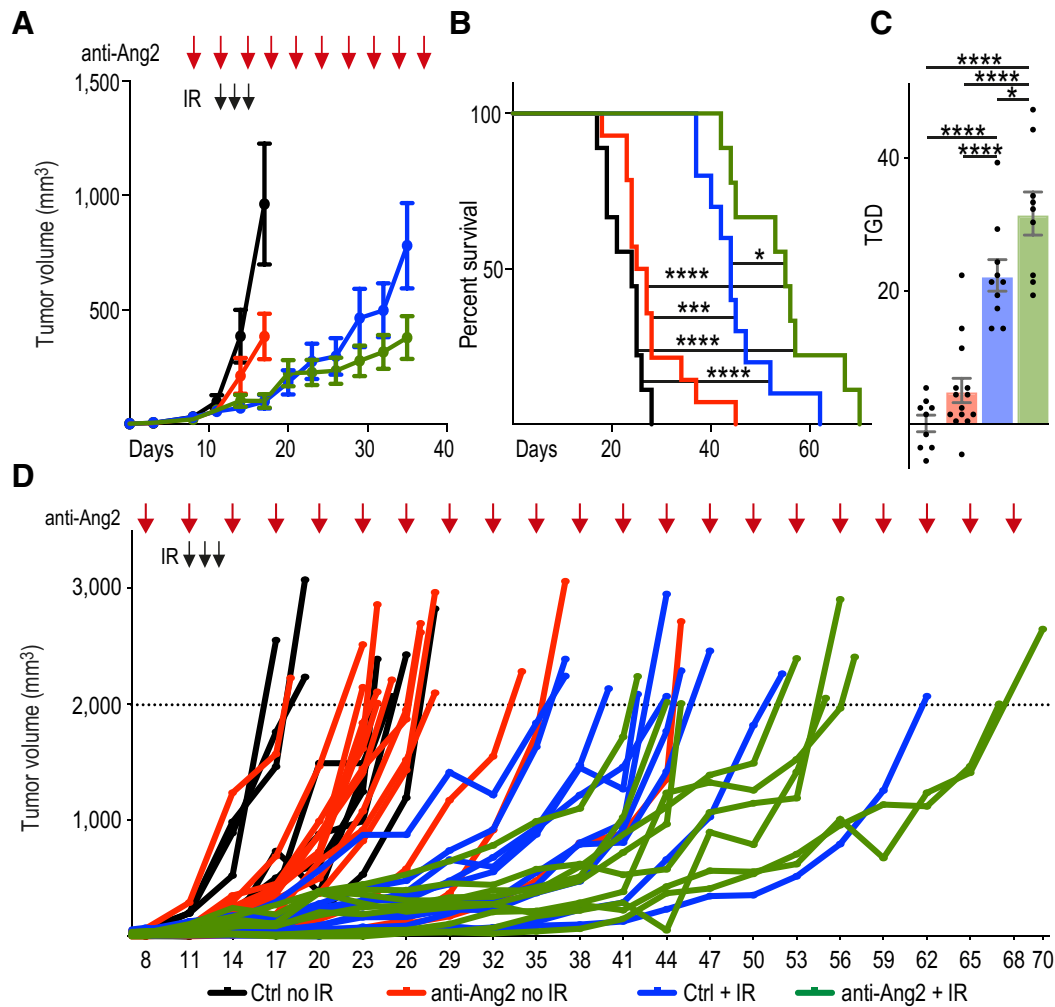 A
anti-Ang2
IR
1,500
1,000
500
Tumor volume (mm3)
Days 10 20 30 40
B
100
50
Percent survival
*
****
***
****
****
Days 20 40 60
C
****
****
*
****
****
40
20
TGD
D
anti-Ang2
IR
3,000
2,000
1,000
Tumor volume (mm3)
8 11 14 17 20 23 26 29 32 35 38 41 44 47 50 53 56 59 62 65 68 70
Ctrl no IR anti-Ang2 no IR Ctrl + IR anti-Ang2 + IR